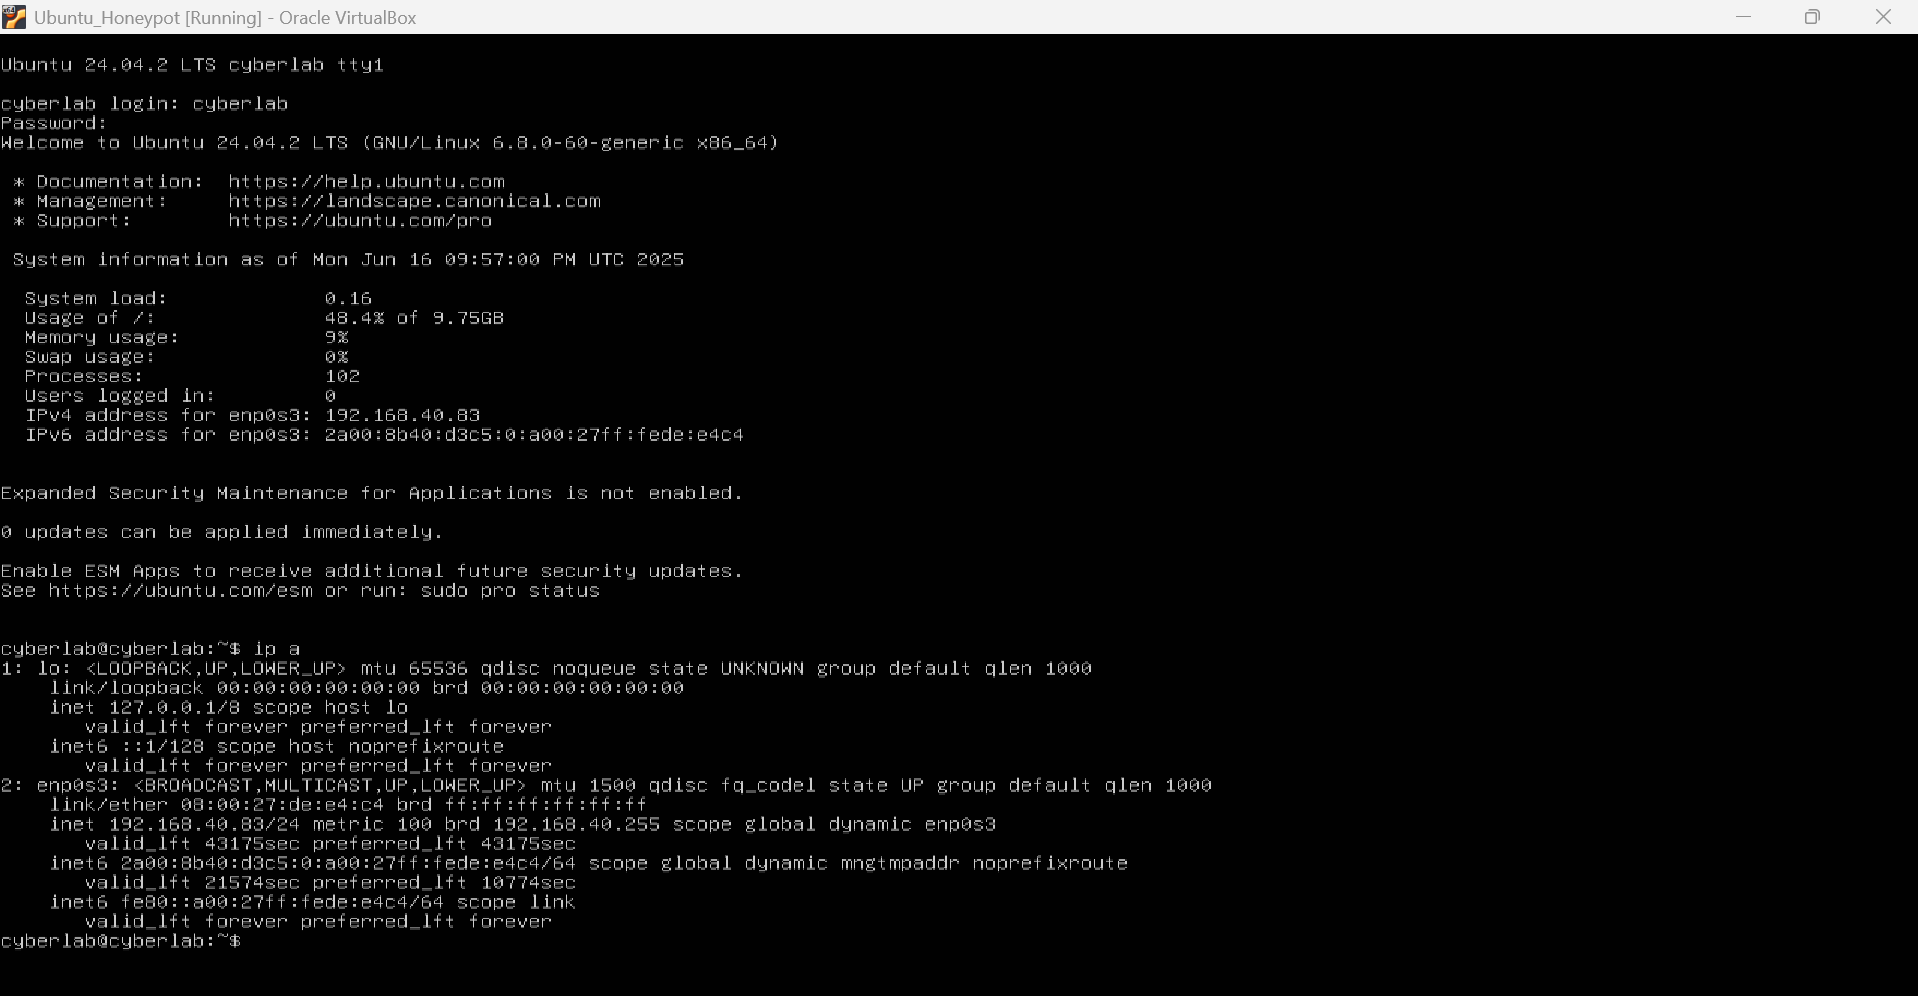 Ubuntu_Honeypot [Running] - Oracle VirtualBox
Ubuntu 24.04.2 LTS cyberlab tty1
cyberlab login: cyberlab
Password:
Welcome to Ubuntu 24.04.2 LTS (GNU/Linux 6.8.0-60-generic x86_64)
* Documentation:  https://help.ubuntu.com
* Management:     https://landscape.canonical.com
* Support:        https://ubuntu.com/pro
System information as of Mon Jun 16 09:57:00 PM UTC 2025
System load:             0.16
Usage of /:              48.4% of 9.75GB
Memory usage:            9%
Swap usage:              0%
Processes:               102
Users logged in:         0
IPv4 address for enp0s3: 192.168.40.83
IPv6 address for enp0s3: 2a00:8b40:d3c5:0:a00:27ff:fede:e4c4
Expanded Security Maintenance for Applications is not enabled.
0 updates can be applied immediately.
Enable ESM Apps to receive additional future security updates.
See https://ubuntu.com/esm or run: sudo pro status
cyberlab@cyberlab:~$ ip a
1: lo: <LOOPBACK,UP,LOWER_UP> mtu 65536 qdisc noqueue state UNKNOWN group default qlen 1000
link/loopback 00:00:00:00:00:00 brd 00:00:00:00:00:00
inet 127.0.0.1/8 scope host lo
valid_lft forever preferred_lft forever
inet6 ::1/128 scope host noprefixroute
valid_lft forever preferred_lft forever
2: enp0s3: <BROADCAST,MULTICAST,UP,LOWER_UP> mtu 1500 qdisc fq_codel state UP group default qlen 1000
link/ether 08:00:27:de:e4:c4 brd ff:ff:ff:ff:ff:ff
inet 192.168.40.83/24 metric 100 brd 192.168.40.255 scope global dynamic enp0s3
valid_lft 43175sec preferred_lft 43175sec
inet6 2a00:8b40:d3c5:0:a00:27ff:fede:e4c4/64 scope global dynamic mngtmpaddr noprefixroute
valid_lft 21574sec preferred_lft 10774sec
inet6 fe80::a00:27ff:fede:e4c4/64 scope link
valid_lft forever preferred_lft forever
cyberlab@cyberlab:~$